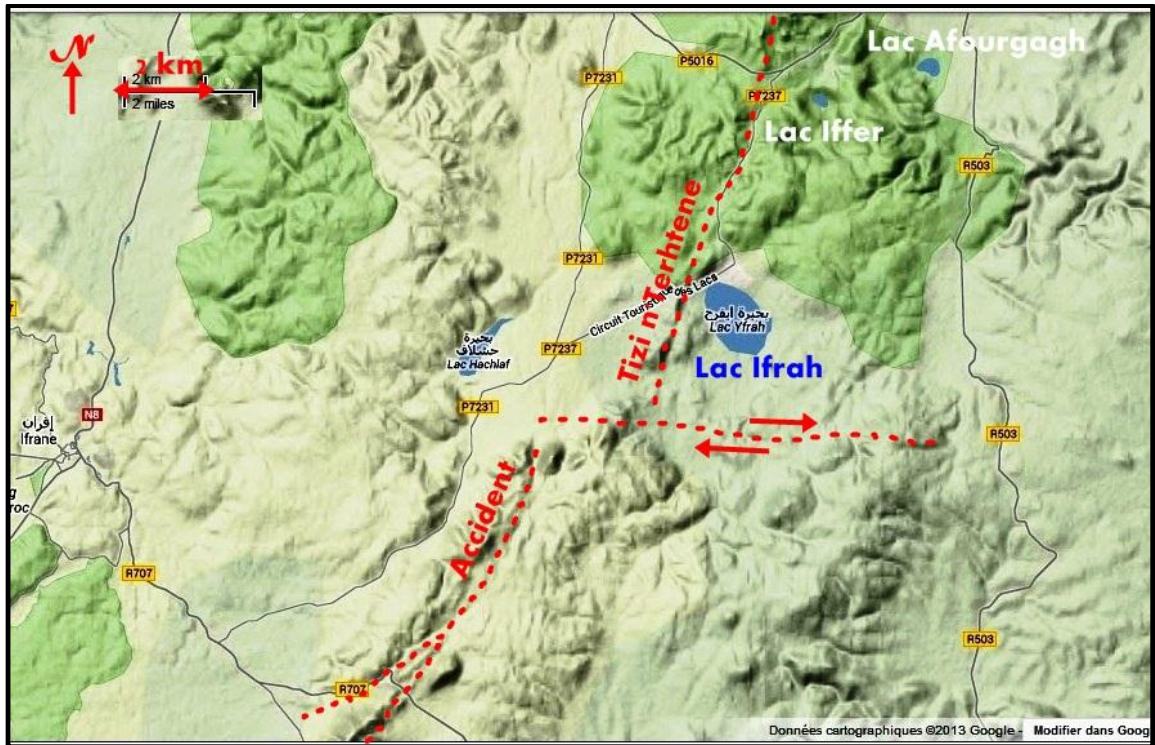 N
2 km
2 km
2 miles
P7231
P5016
Lac Afourgagh
P7237
Lac Iffer
R503
Tizi n Terhtene
P7231
Circuit Touristique des Lacs
بحيرة ايفرح
Lac Yfrah
بحيرة
حشلاف
Lac Hachlaf
P7237
Lac Ifrah
P7231
N8
إفران
Ifrane
R503
Accident
R707
R503
R707
Données cartographiques ©2013 Google - Modifier dans Goog